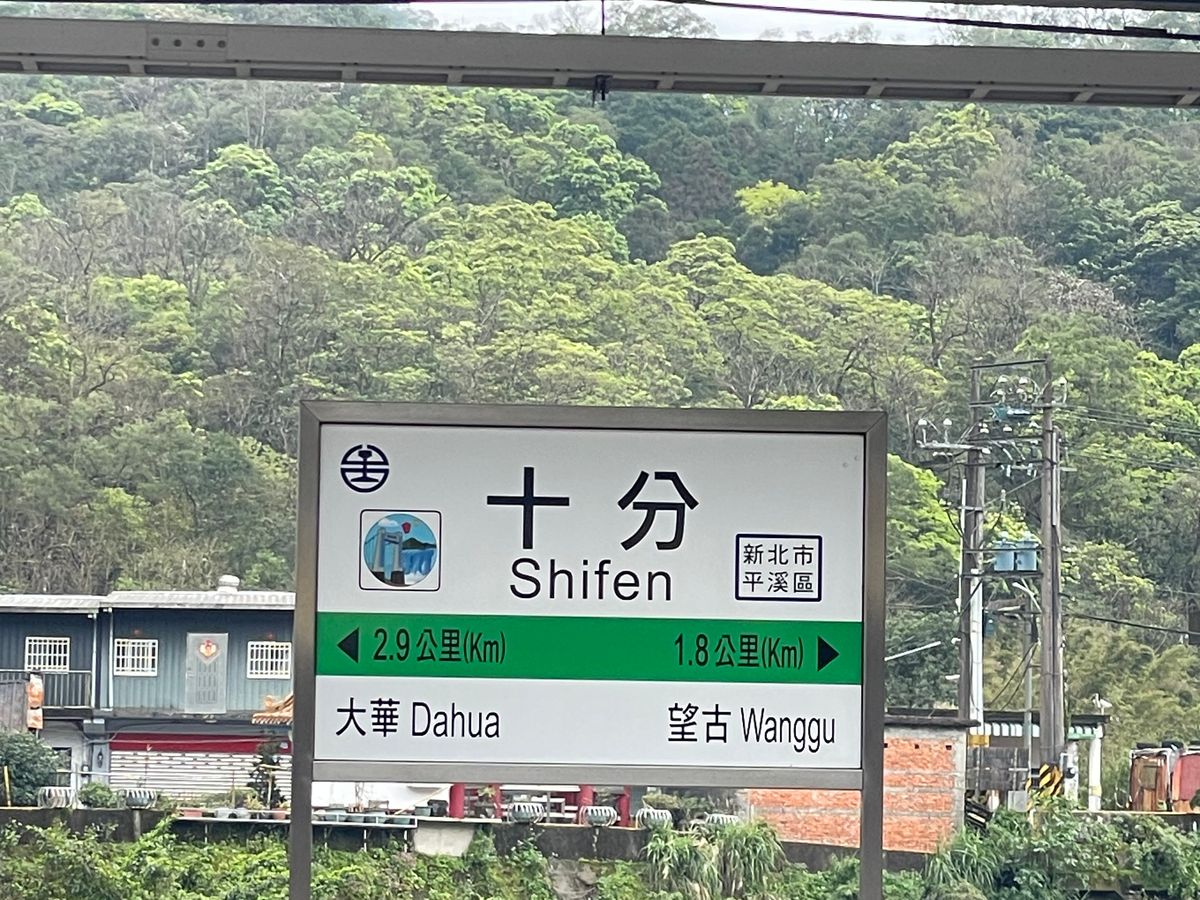 十分
Shifen
新北市
平溪區
2.9公里(Km)
1.8公里(Km)
大華 Dahua
望古 Wanggu